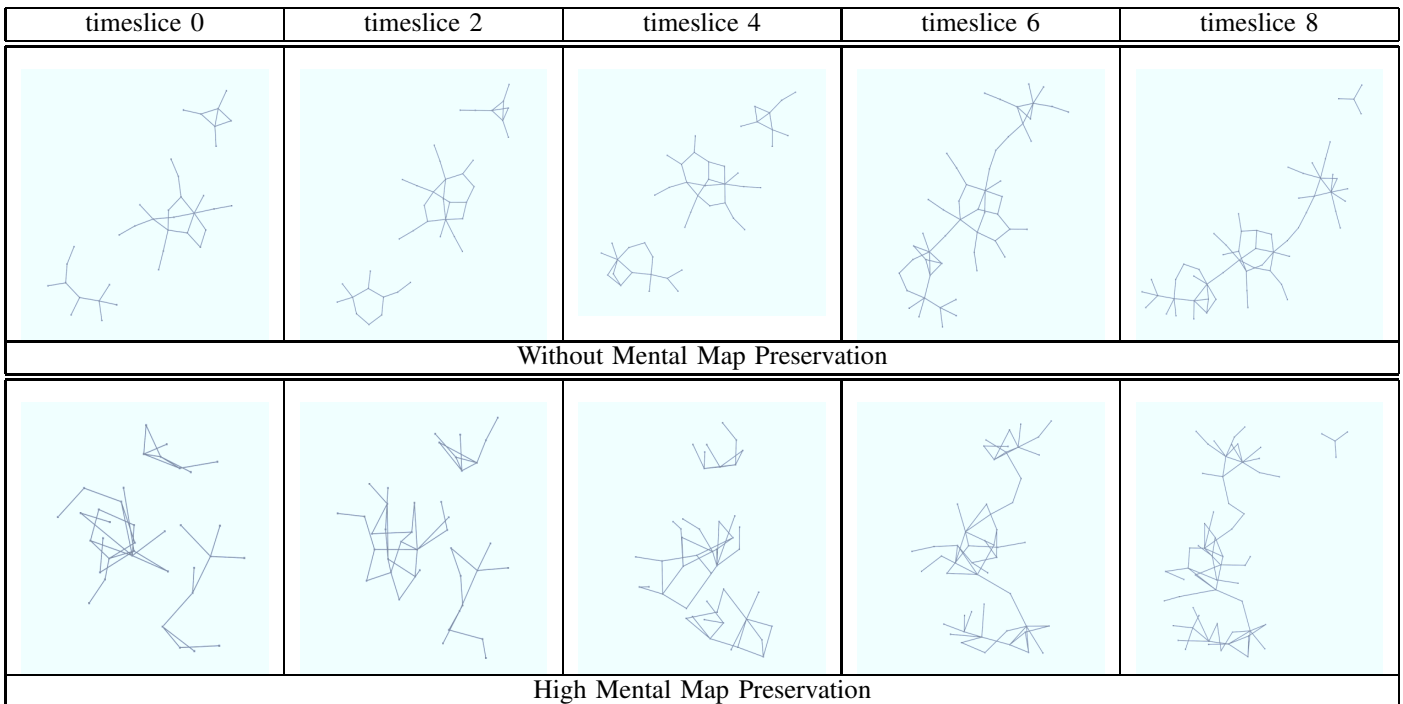 timeslice 0 timeslice 2 timeslice 4 timeslice 6 timeslice 8
Without Mental Map Preservation
High Mental Map Preservation